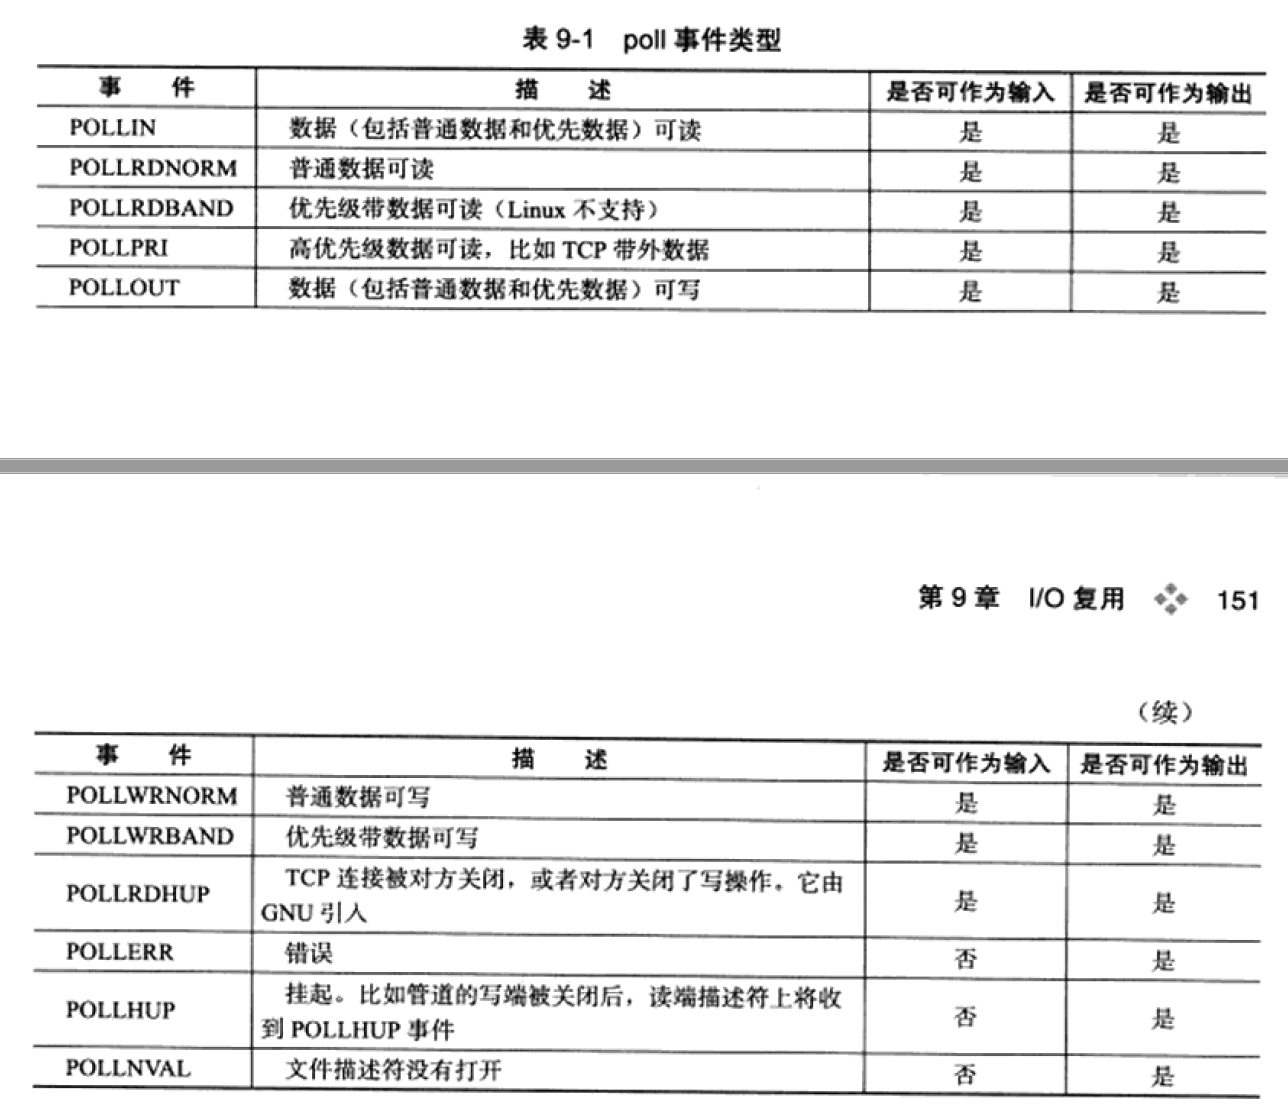 表 9-1 poll 事件类型
事 件 描 述 是否可作为输入 是否可作为输出
POLLIN 数据（包括普通数据和优先数据）可读 是 是
POLLRDNORM 普通数据可读 是 是
POLLRDBAND 优先级带数据可读（Linux 不支持） 是 是
POLLPRI 高优先级数据可读，比如 TCP 带外数据 是 是
POLLOUT 数据（包括普通数据和优先数据）可写 是 是
第 9 章 I/O 复用 151
（续）
事 件 描 述 是否可作为输入 是否可作为输出
POLLWRNORM 普通数据可写 是 是
POLLWRBAND 优先级带数据可写 是 是
POLLRDHUP TCP 连接被对方关闭，或者对方关闭了写操作。它由
GNU 引入 是 是
POLLERR 错误 否 是
POLLHUP 挂起。比如管道的写端被关闭后，读端描述符上将收
到 POLLHUP 事件 否 是
POLLNVAL 文件描述符没有打开 否 是